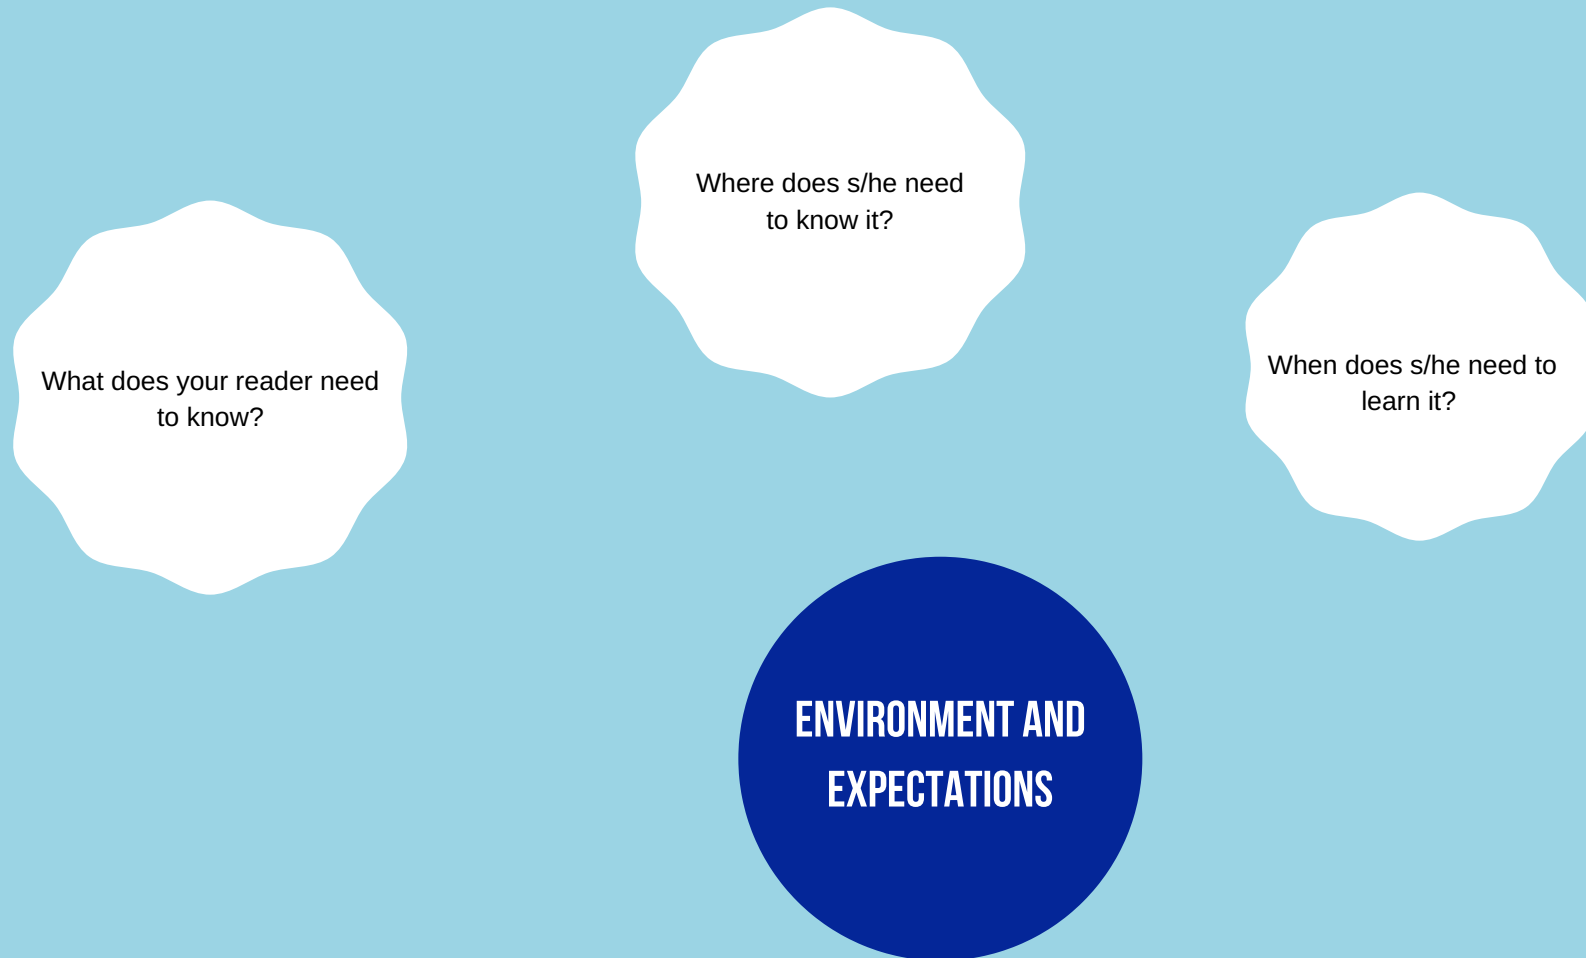 What does your reader need
to know?
Where does s/he need
to know it?
When does s/he need to
learn it?
ENVIRONMENT AND
EXPECTATIONS